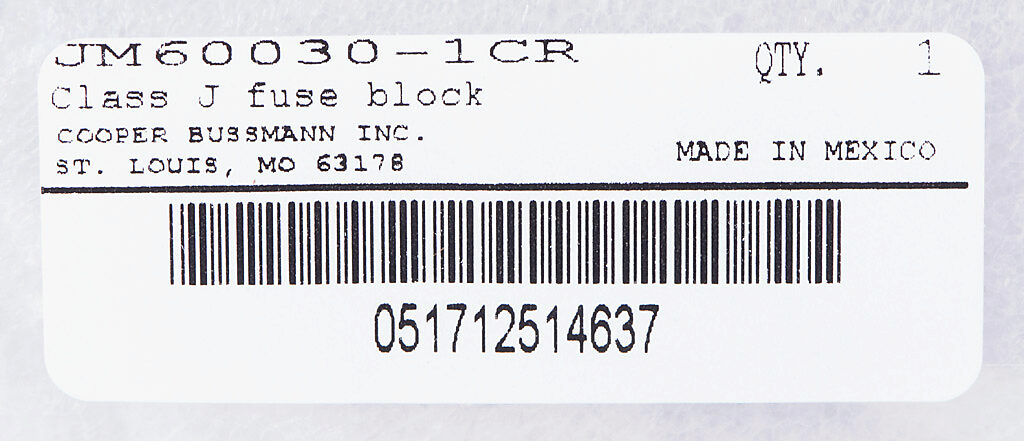 JM60030-1CR QTY. 1
Class J fuse block
COOPER BUSSMANN INC.
ST. LOUIS, MO 63178 MADE IN MEXICO
051712514637